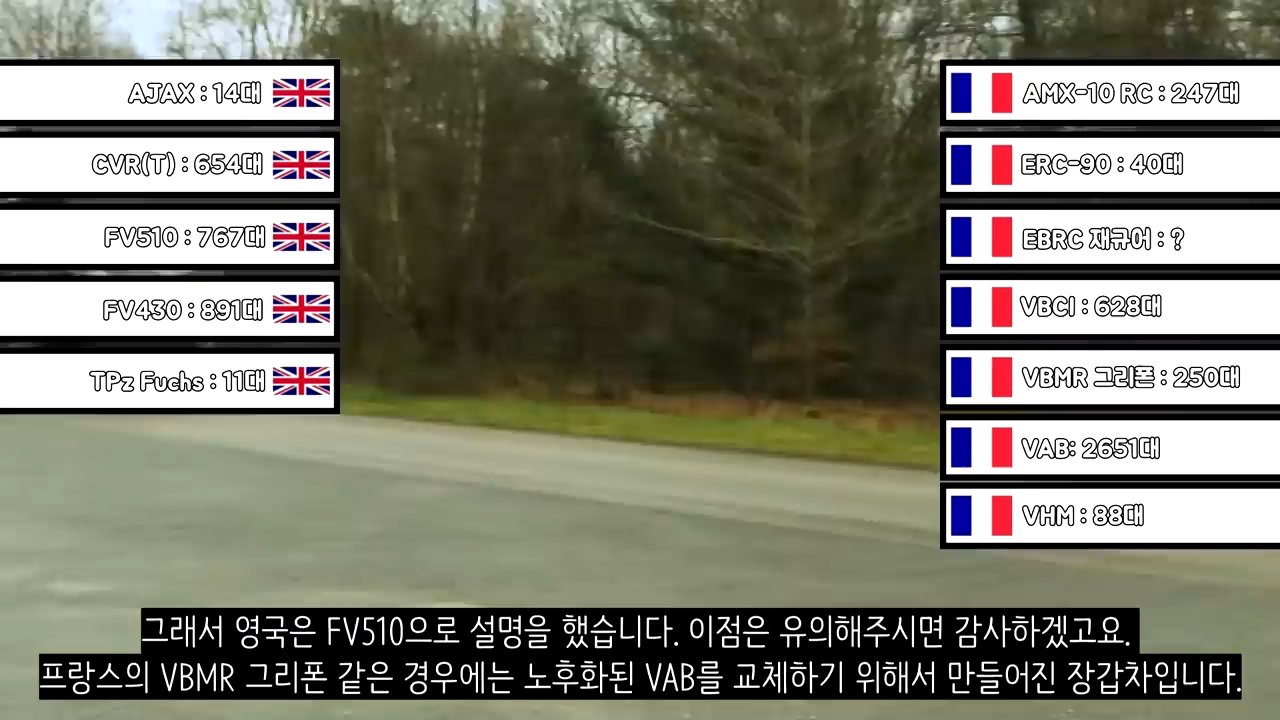 AJAX : 14대
CVR(T) : 654대
FV510 : 767대
FV430 : 891대
TPz Fuchs : 11대
AMX-10 RC : 247대
ERC-90 : 40대
EBRC 재규어 : ?
VBCI : 628대
VBMR 그리폰 : 250대
VAB: 2651대
VHM : 88대
그래서 영국은 FV510으로 설명을 했습니다. 이점은 유의해주시면 감사하겠고요.
프랑스의 VBMR 그리폰 같은 경우에는 노후화된 VAB를 교체하기 위해서 만들어진 장갑차입니다.